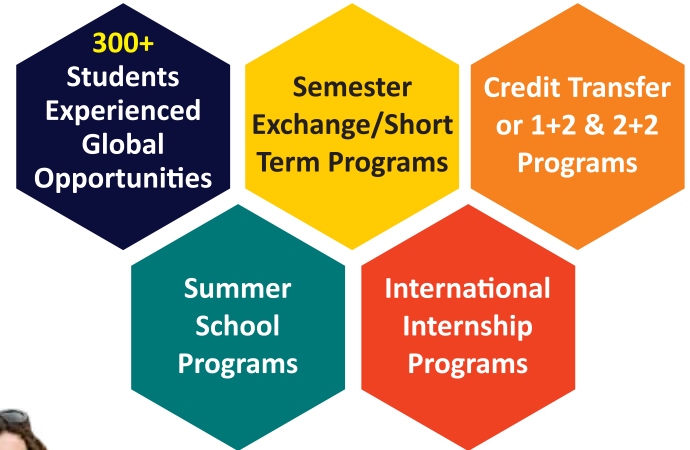 300+
Students
Experienced
Global
Opportunities
Semester
Exchange/Short
Term Programs
Credit Transfer
or 1+2 & 2+2
Programs
Summer
School
Programs
International
Internship
Programs